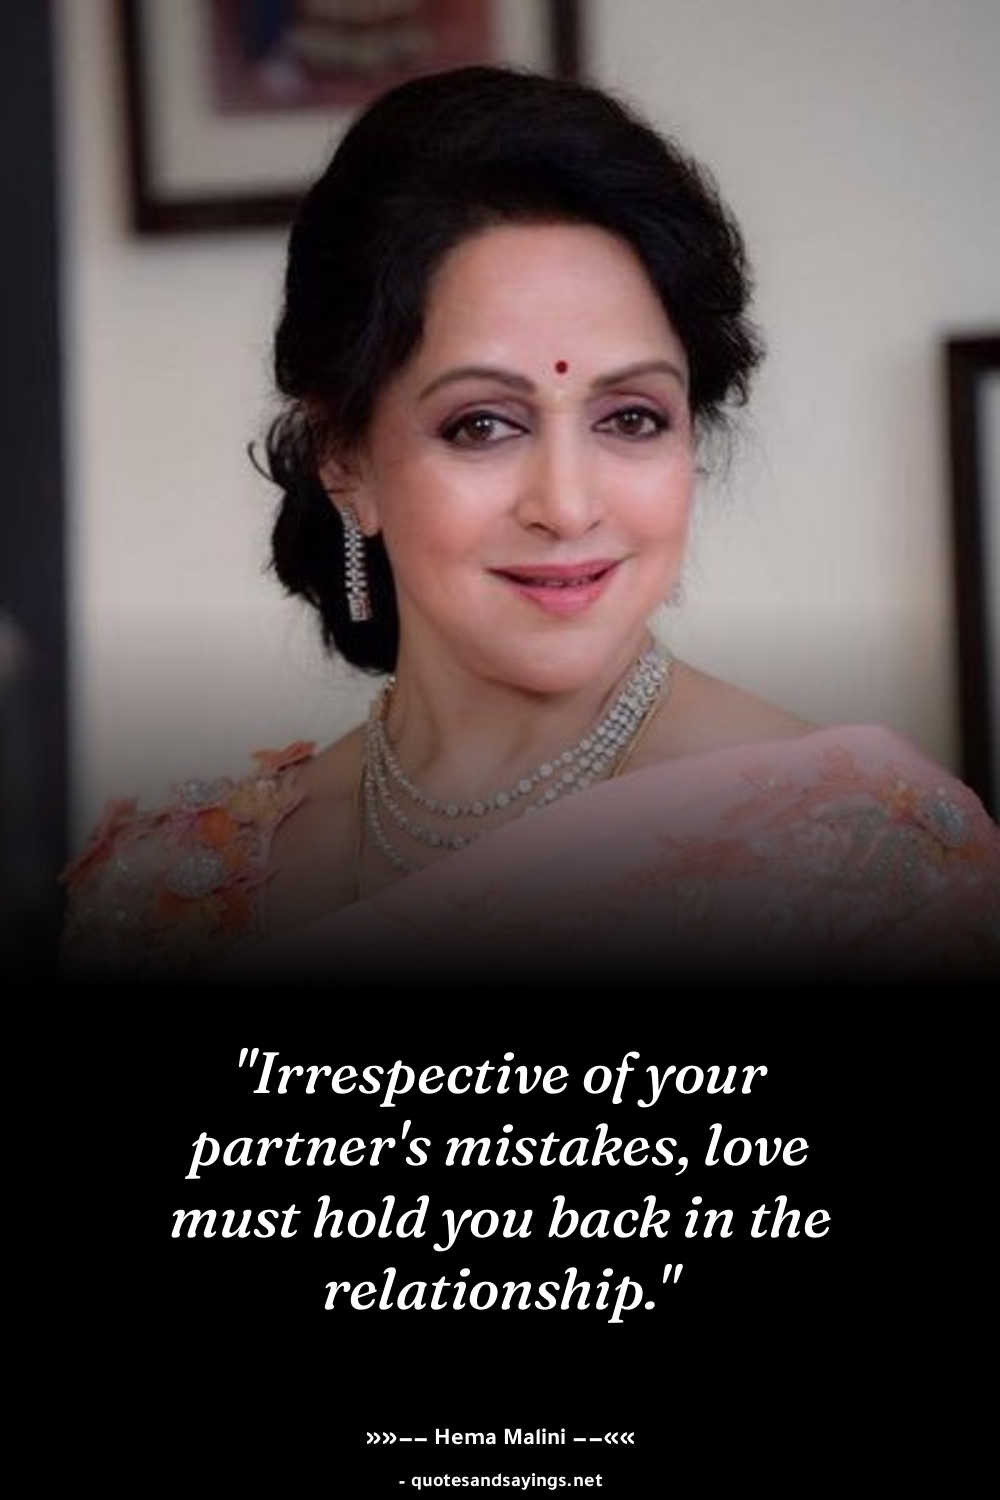 "Irrespective of your
partner's mistakes, love
must hold you back in the
relationship."
»»–– Hema Malini ––««
- quotesandsayings.net